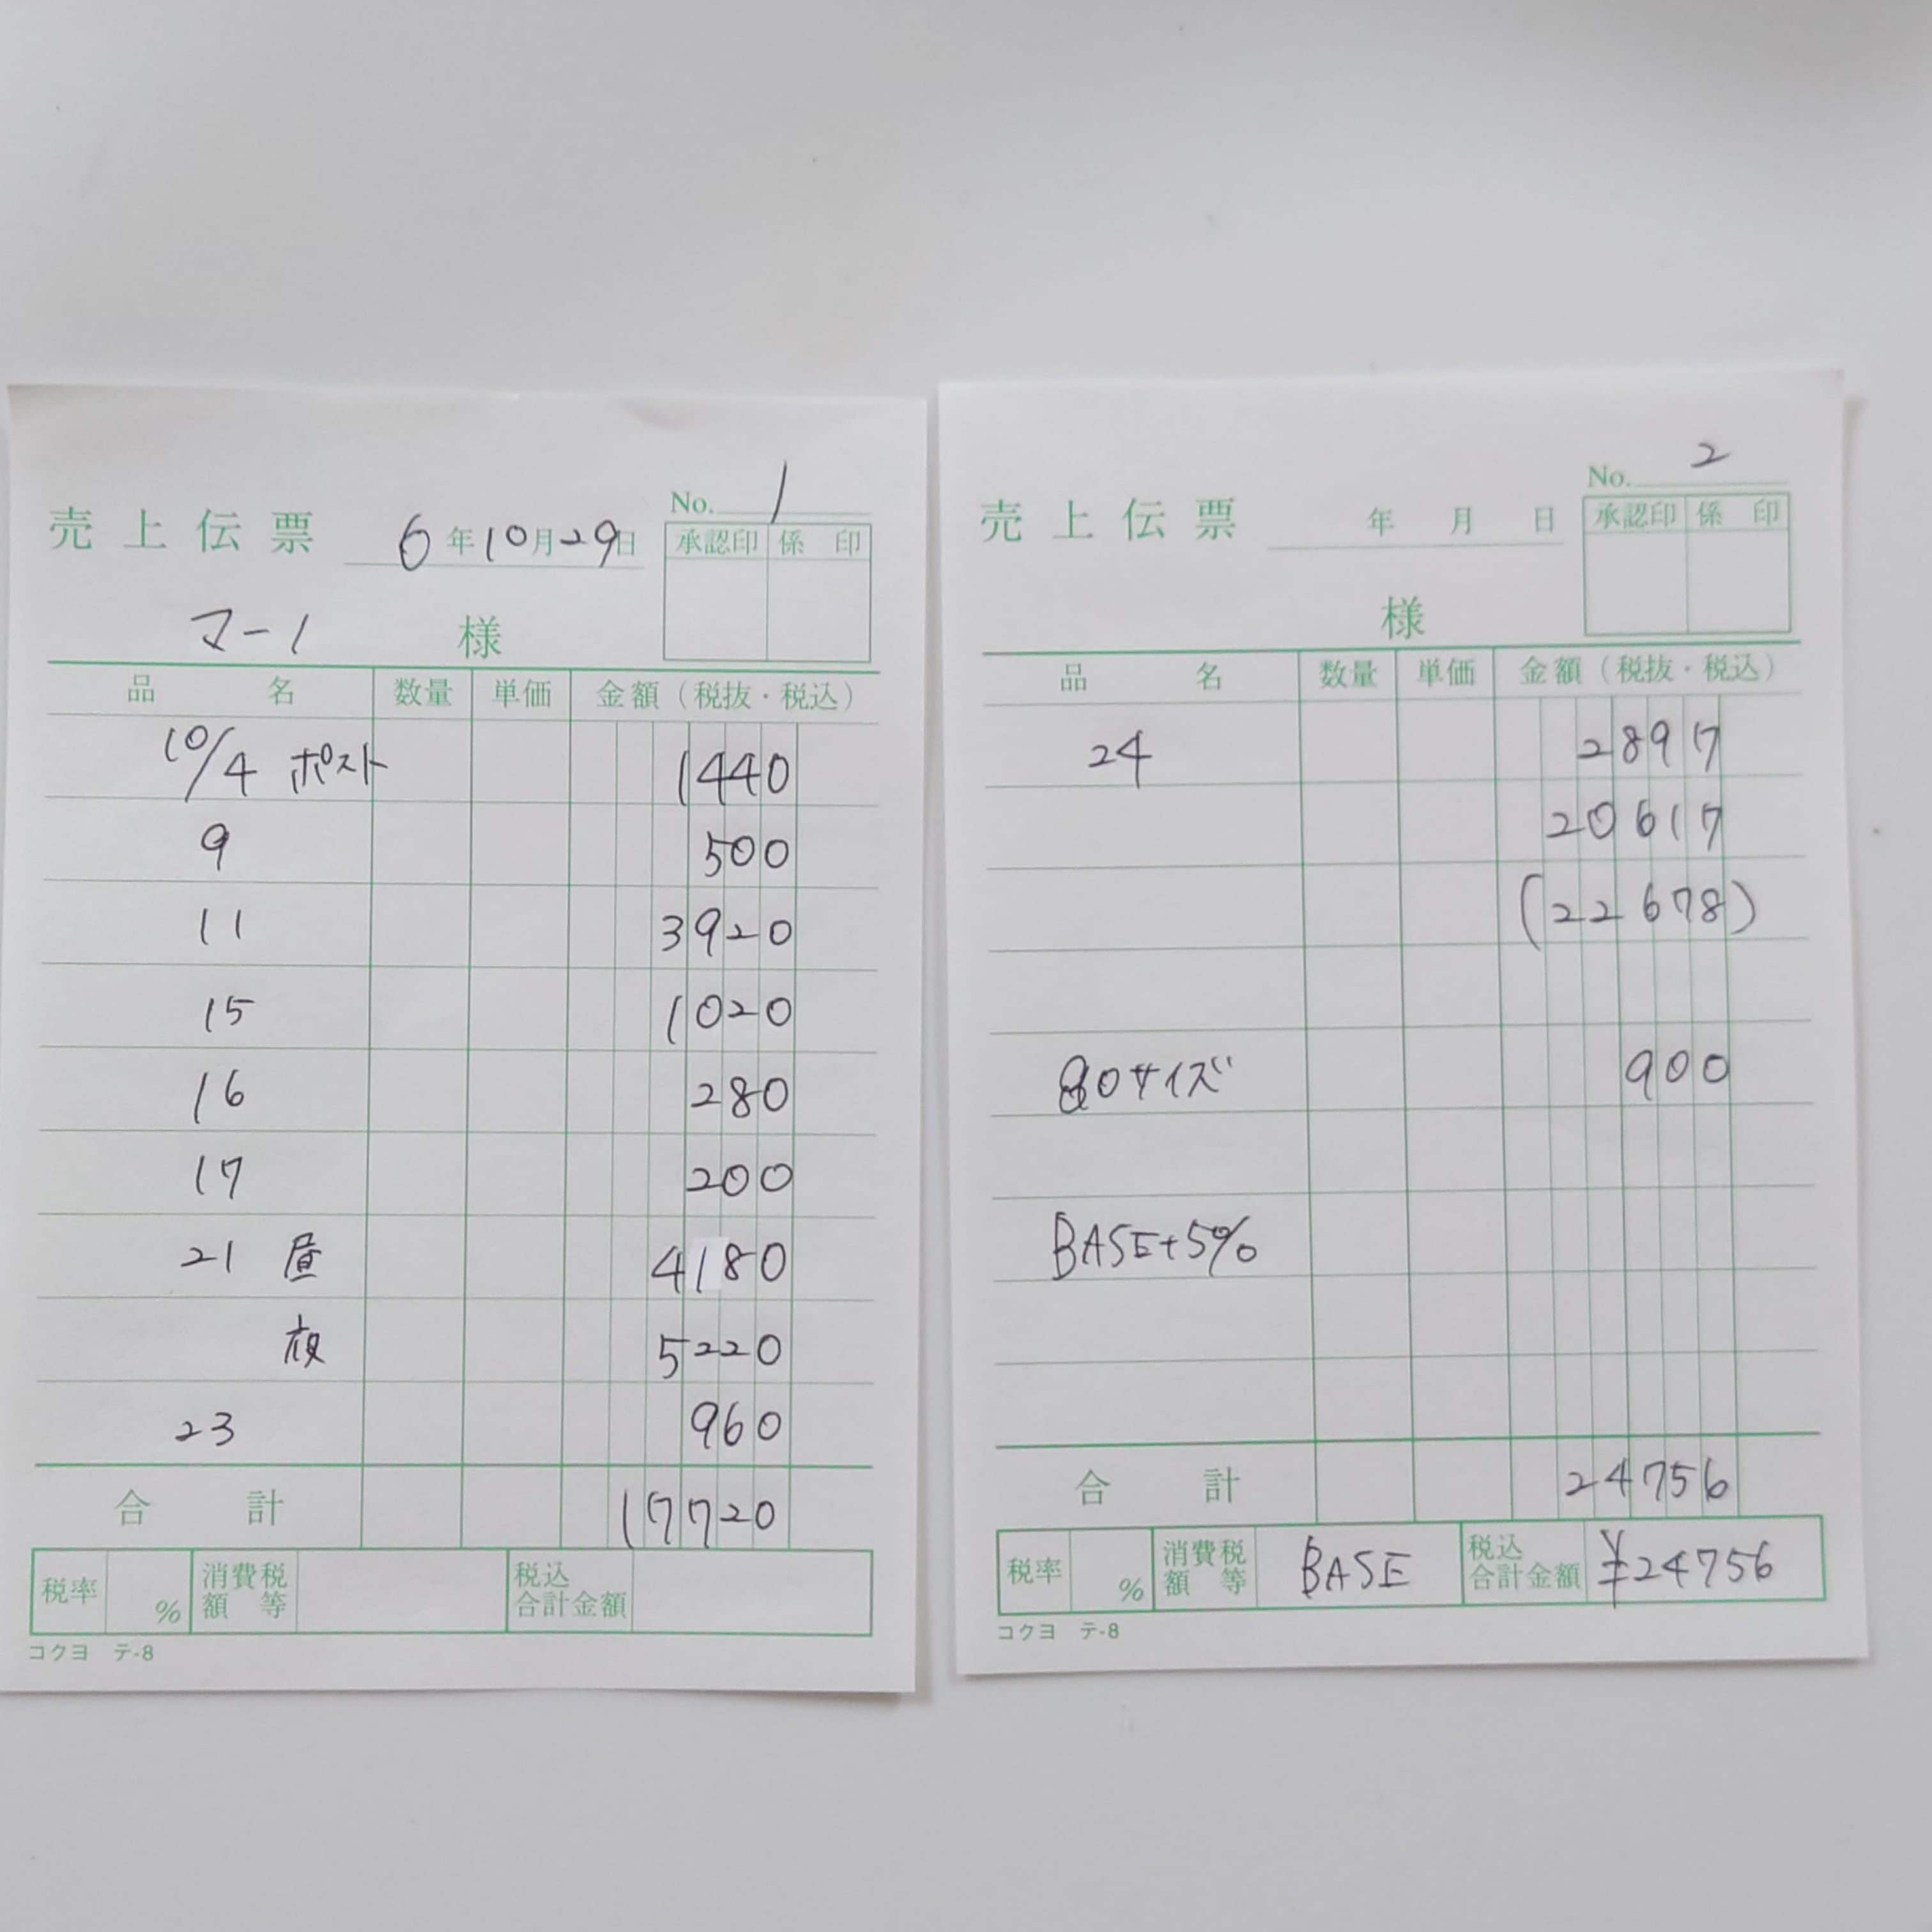 No. 1
売上伝票 6年10月29日
承認印 係印
マーノ 様
品名 数量 単価 金額(税抜・税込)
10/4 ポスト 1440
9 500
11 3920
15 1020
16 280
17 200
21 昼 4180
夜 5220
23 960
合計 17720
税率 % 消費税額等 税込合計金額
コクヨ テ-8
No. 2
売上伝票 年 月 日
承認印 係印
様
品名 数量 単価 金額(税抜・税込)
24 2897
20617
(22678)
80サイズ 900
BASE+5%
合計 24756
税率 % 消費税額等 BASE 税込合計金額 ¥24756
コクヨ テ-8